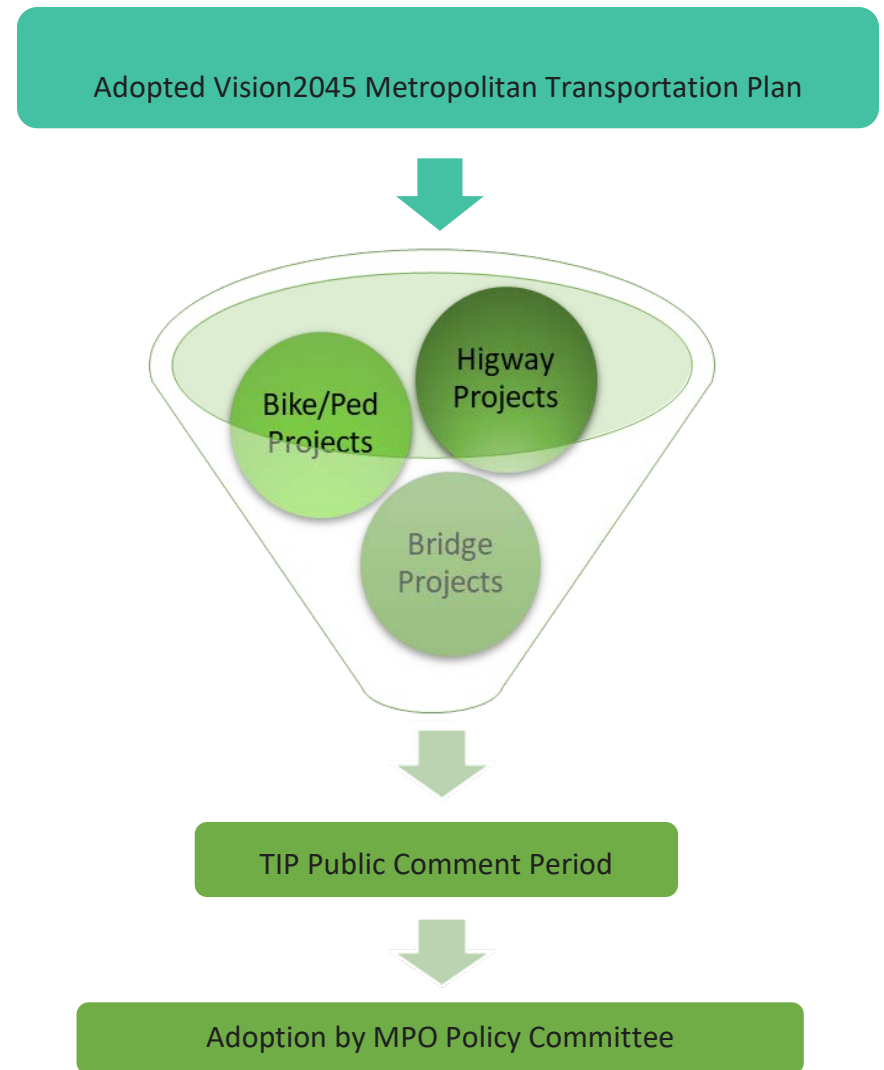 Adopted Vision2045 Metropolitan Transportation Plan
Higway
Projects
Bike/Ped
Projects
Bridge
Projects
TIP Public Comment Period
Adoption by MPO Policy Committee